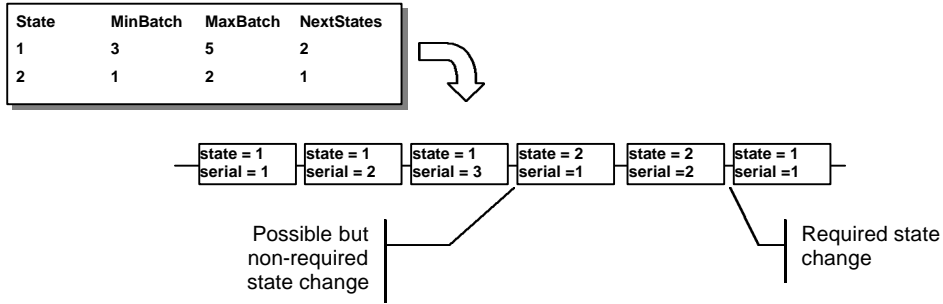 State MinBatch MaxBatch NextStates
1 3 5 2
2 1 2 1
state = 1
serial = 1
state = 1
serial = 2
state = 1
serial = 3
state = 2
serial =1
state = 2
serial =2
state = 1
serial =1
Possible but
non-required
state change
Required state
change